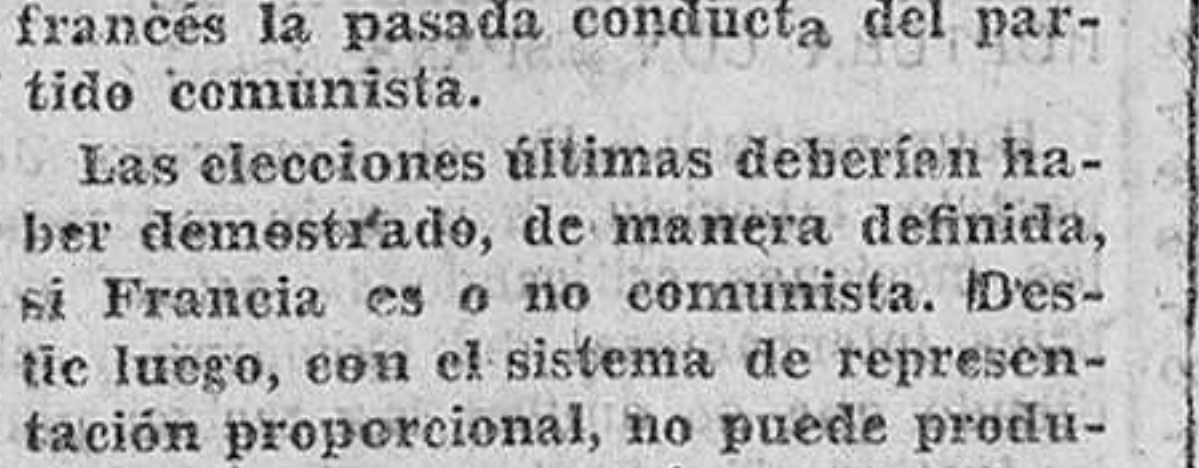 francés la pasada conducta del par-
tido comunista.
Las elecciones últimas deberían ha-
ber demostrado, de manera definida,
si Francia es o no comunista. Des-
de luego, con el sistema de represen-
tación proporcional, no puede produ-